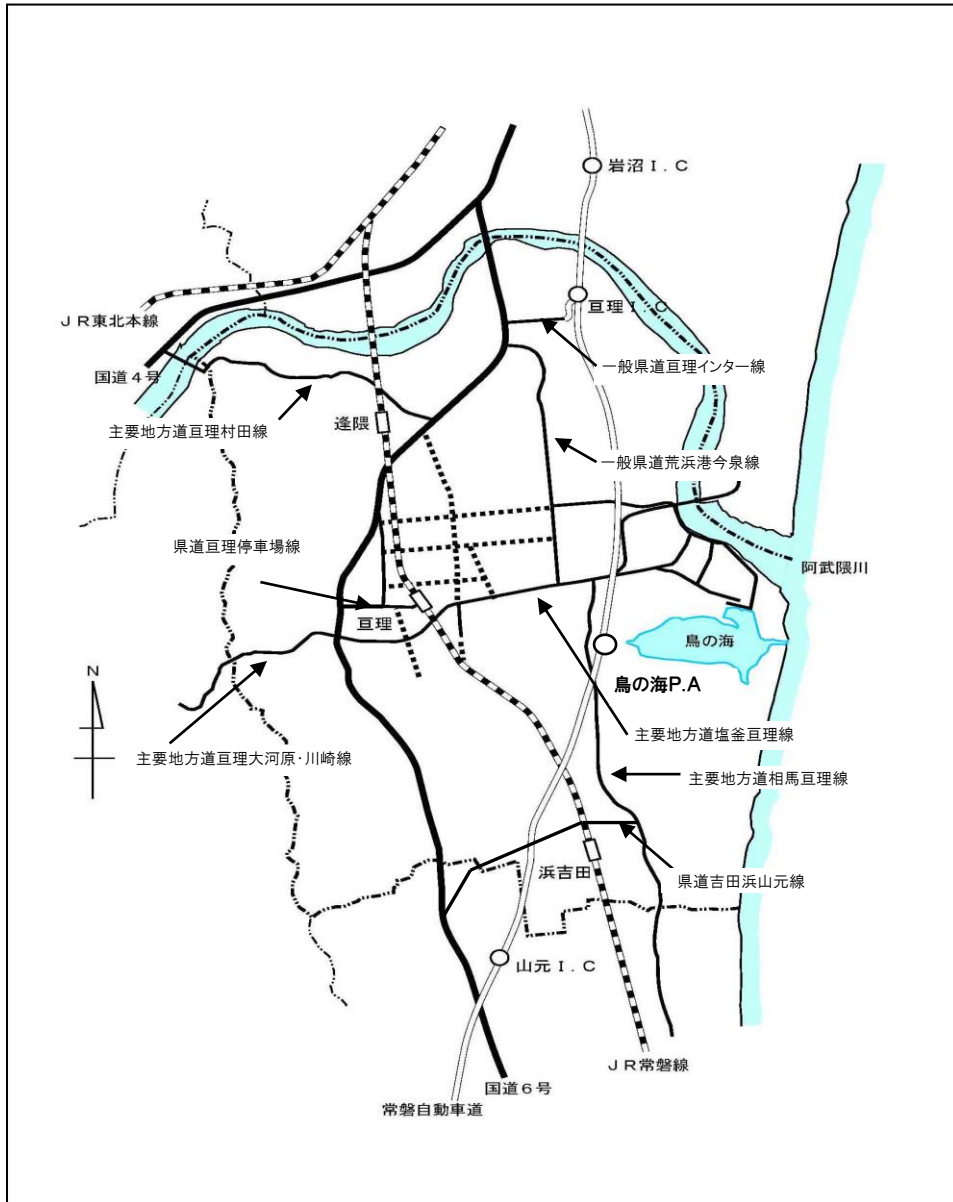 岩沼Ｉ．Ｃ
亘理Ｉ．Ｃ
ＪＲ東北本線
国道４号
一般県道亘理インター線
主要地方道亘理村田線
逢隈
一般県道荒浜港今泉線
県道亘理停車場線
阿武隈川
亘理
鳥の海
N
鳥の海P.A
主要地方道塩釜亘理線
主要地方道亘理大河原・川崎線
主要地方道相馬亘理線
浜吉田
県道吉田浜山元線
山元Ｉ．Ｃ
ＪＲ常磐線
国道６号
常磐自動車道